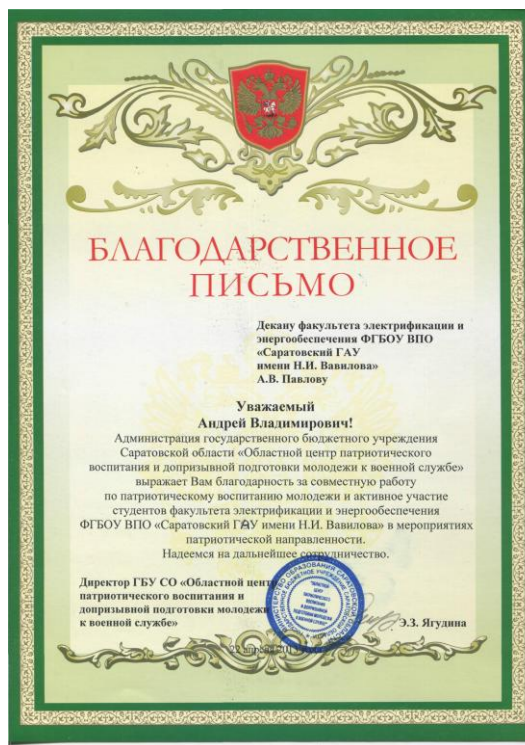 БЛАГОДАРСТВЕННОЕ
ПИСЬМО
Декану факультета электрификации и
энергообеспечения ФГБОУ ВПО
«Саратовский ГАУ
имени Н.И. Вавилова»
А.В. Павлову
Уважаемый
Андрей Владимирович!
Администрация государственного бюджетного учреждения
Саратовской области «Областной центр патриотического
воспитания и допризывной подготовки молодежи к военной службе»
выражает Вам благодарность за совместную работу
по патриотическому воспитанию молодежи и активное участие
студентов факультета электрификации и энергообеспечения
ФГБОУ ВПО «Саратовский ГАУ имени Н.И. Вавилова» в мероприятиях
патриотической направленности.
Надеемся на дальнейшее сотрудничество.
Директор ГБУ СО «Областной центр
патриотического воспитания и
допризывной подготовки молодежи
к военной службе»
Э.З. Ягудина
22 апреля